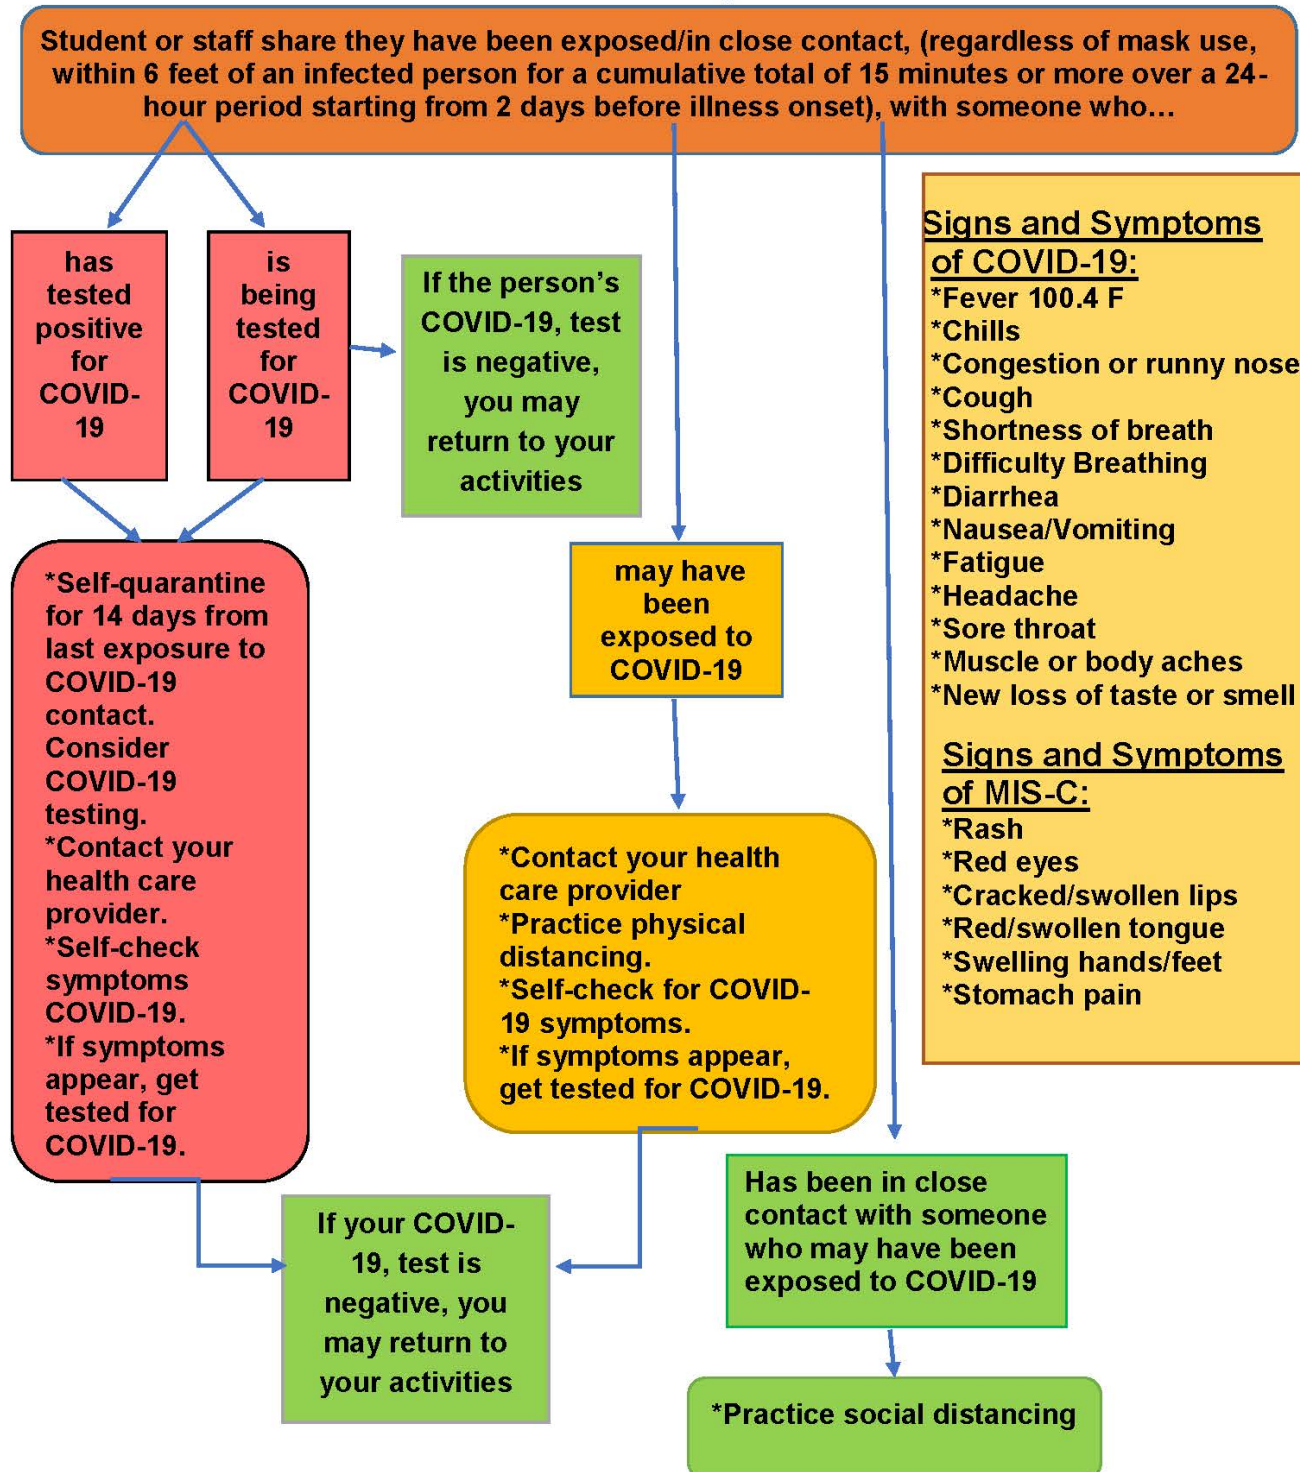 Student or staff share they have been exposed/in close contact, (regardless of mask use,
within 6 feet of an infected person for a cumulative total of 15 minutes or more over a 24-
hour period starting from 2 days before illness onset), with someone who…
has
tested
positive
for
COVID-
19
is
being
tested
for
COVID-
19
If the person's
COVID-19, test
is negative,
you may
return to your
activities
*Self-quarantine
for 14 days from
last exposure to
COVID-19
contact.
Consider
COVID-19
testing.
*Contact your
health care
provider.
*Self-check
symptoms
COVID-19.
*If symptoms
appear, get
tested for
COVID-19.
may have
been
exposed to
COVID-19
*Contact your health
care provider
*Practice physical
distancing.
*Self-check for COVID-
19 symptoms.
*If symptoms appear,
get tested for COVID-19.
If your COVID-
19, test is
negative, you
may return to
your activities
Has been in close
contact with someone
who may have been
exposed to COVID-19
*Practice social distancing
Signs and Symptoms
of COVID-19:
*Fever 100.4 F
*Chills
*Congestion or runny nose
*Cough
*Shortness of breath
*Difficulty Breathing
*Diarrhea
*Nausea/Vomiting
*Fatigue
*Headache
*Sore throat
*Muscle or body aches
*New loss of taste or smell
Signs and Symptoms
of MIS-C:
*Rash
*Red eyes
*Cracked/swollen lips
*Red/swollen tongue
*Swelling hands/feet
*Stomach pain